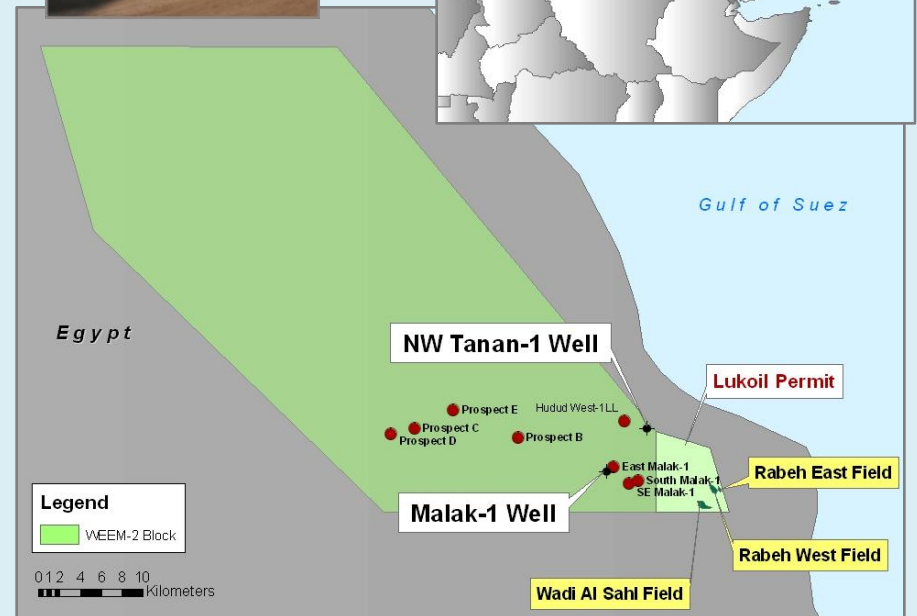 Gulf of Suez
Egypt
NW Tanan-1 Well
Lukoil Permit
Prospect E
Hudud West-1LL
Prospect C
Prospect D
Prospect B
East Malak-1
South Malak-1
SE Malak-1
Rabeh East Field
Malak-1 Well
Rabeh West Field
Wadi Al Sahl Field
Legend
WEEM-2 Block
0 1 2 4 6 8 10
Kilometers